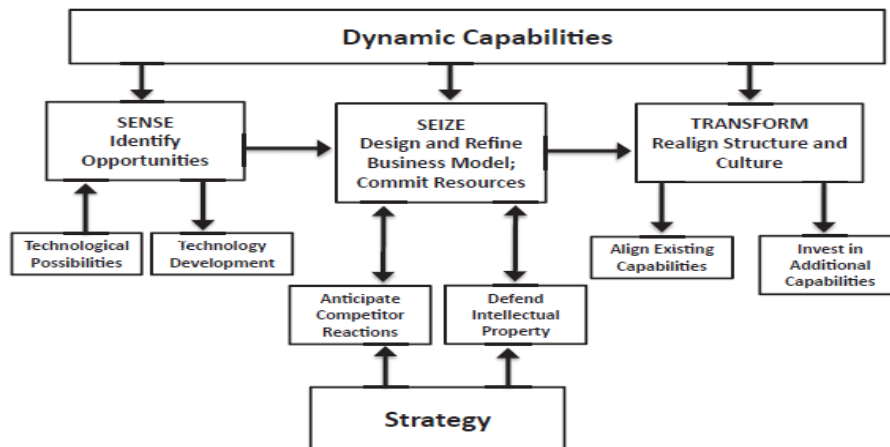 Dynamic Capabilities
SENSE
Identify
Opportunities
SEIZE
Design and Refine
Business Model;
Commit Resources
TRANSFORM
Realign Structure and
Culture
Technological
Possibilities
Technology
Development
Align Existing
Capabilities
Invest in
Additional
Capabilities
Anticipate
Competitor
Reactions
Defend
Intellectual
Property
Strategy